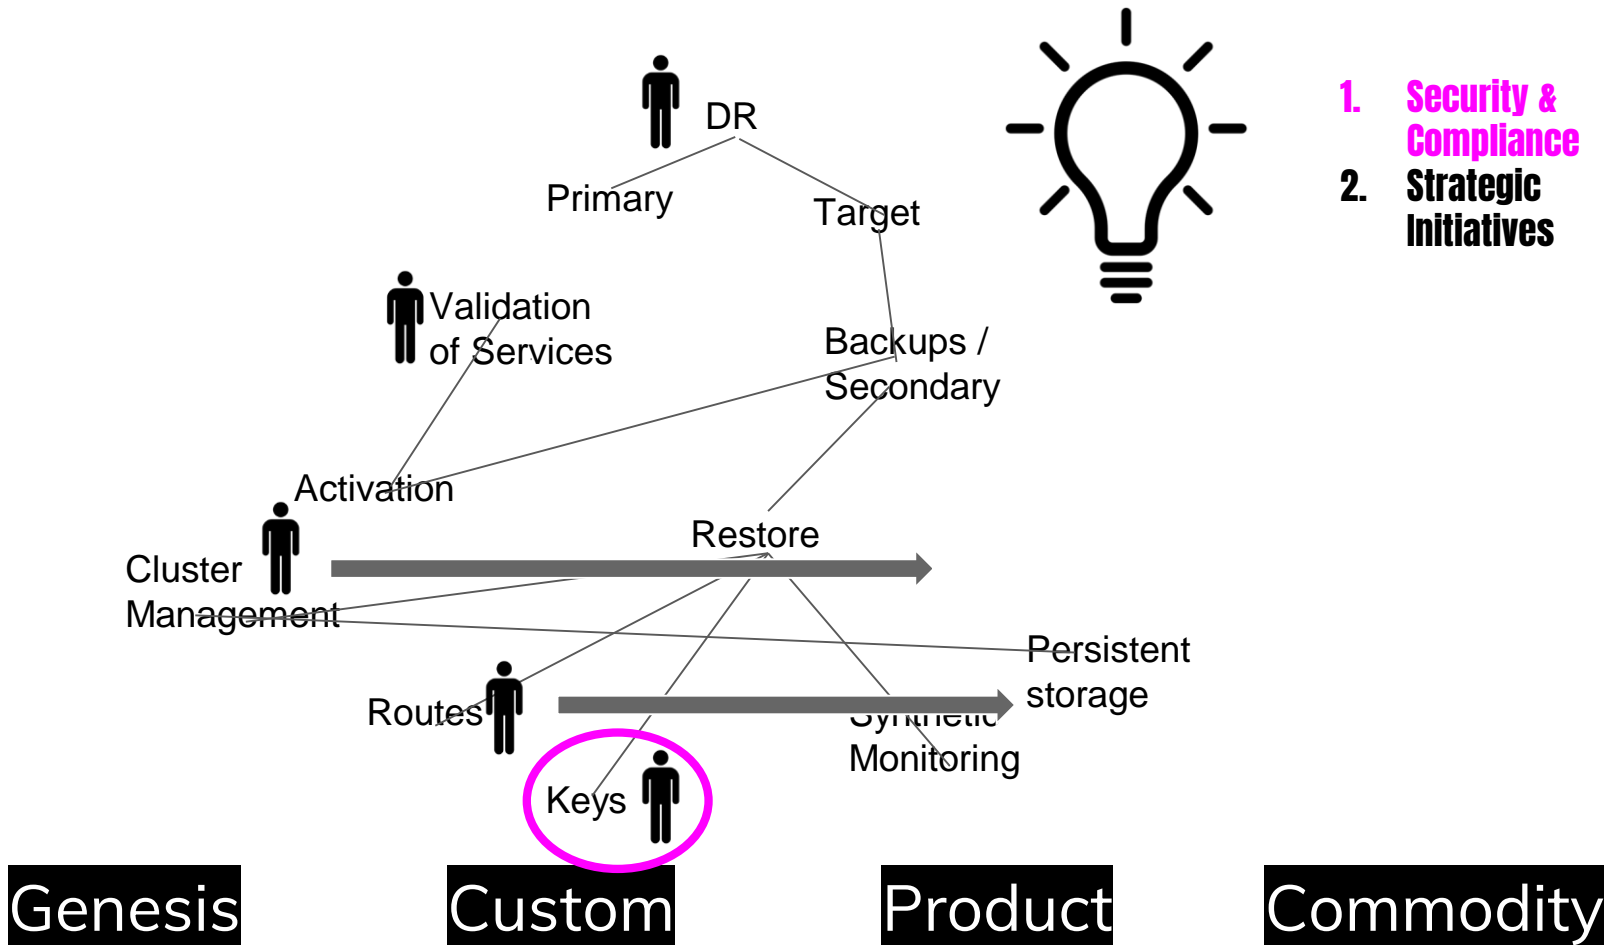 DR
1. Security &
Compliance
2. Strategic
Initiatives
Primary
Target
Validation
of Services
Backups /
Secondary
Activation
Restore
Cluster
Management
Persistent
storage
Routes
Synthetic
Monitoring
Keys
Genesis
Custom
Product
Commodity